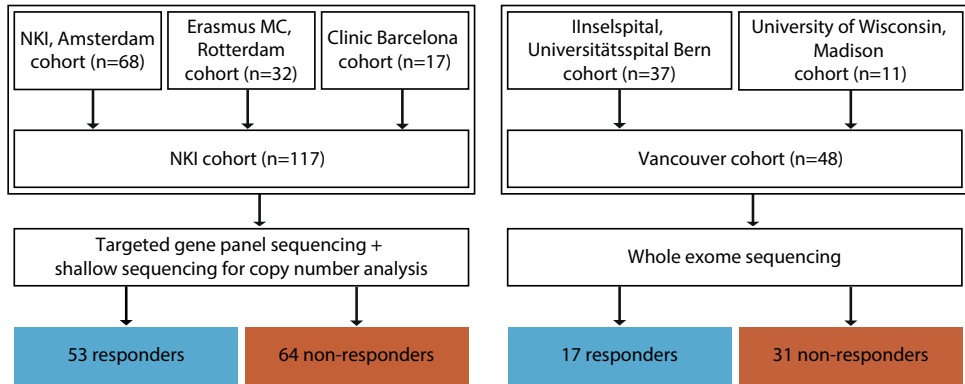 NKI, Amsterdam
cohort (n=68)
Erasmus MC,
Rotterdam
cohort (n=32)
Clinic Barcelona
cohort (n=17)
IInselspital,
Universitätsspital Bern
cohort (n=37)
University of Wisconsin,
Madison
cohort (n=11)
NKI cohort (n=117)
Vancouver cohort (n=48)
Targeted gene panel sequencing +
shallow sequencing for copy number analysis
Whole exome sequencing
53 responders
64 non-responders
17 responders
31 non-responders